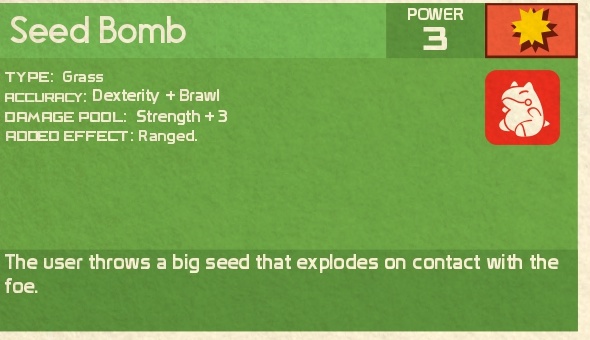 Seed Bomb
POWER
3
TYPE: Grass
ACCURACY: Dexterity + Brawl
DAMAGE POOL: Strength + 3
ADDED EFFECT: Ranged.
The user throws a big seed that explodes on contact with the
foe.